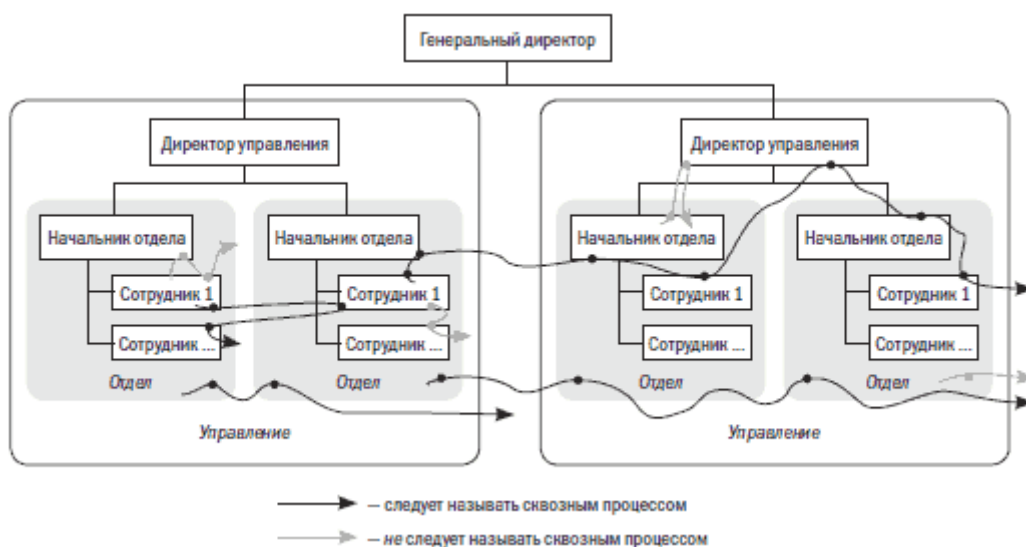 Генеральный директор
Директор управления
Директор управления
Начальник отдела
Начальник отдела
Начальник отдела
Начальник отдела
Сотрудник 1
Сотрудник 1
Сотрудник 1
Сотрудник 1
Сотрудник ...
Сотрудник ...
Сотрудник ...
Сотрудник ...
Отдел
Отдел
Отдел
Отдел
Управление
Управление
— следует называть сквозным процессом
— не следует называть сквозным процессом